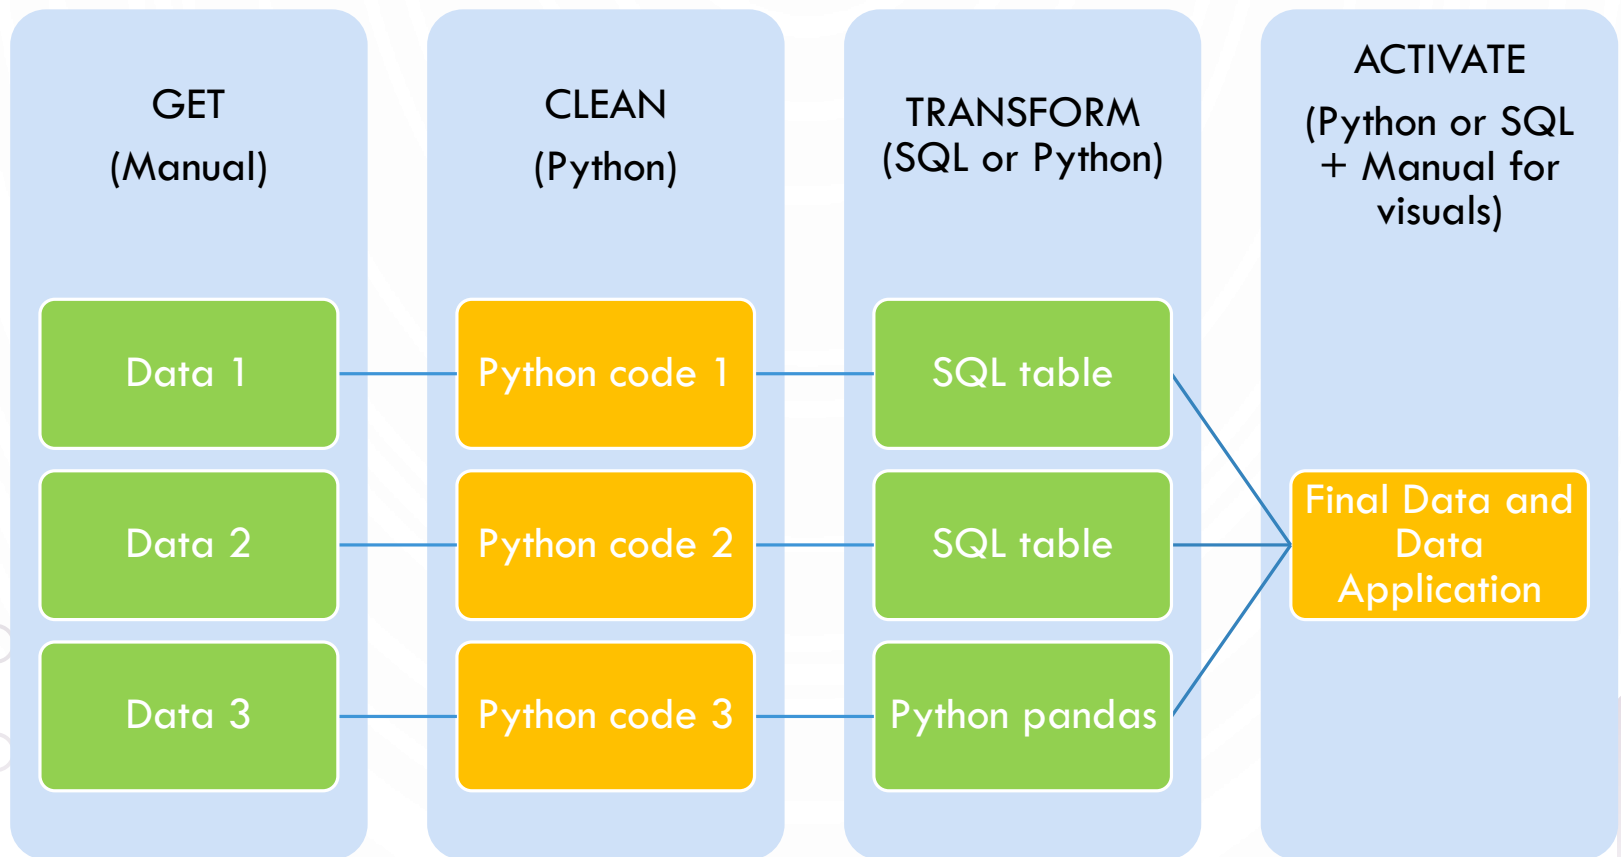 GET
(Manual)
CLEAN
(Python)
TRANSFORM
(SQL or Python)
ACTIVATE
(Python or SQL
+ Manual for
visuals)
Data 1
Python code 1
SQL table
Data 2
Python code 2
SQL table
Final Data and
Data
Application
Data 3
Python code 3
Python pandas